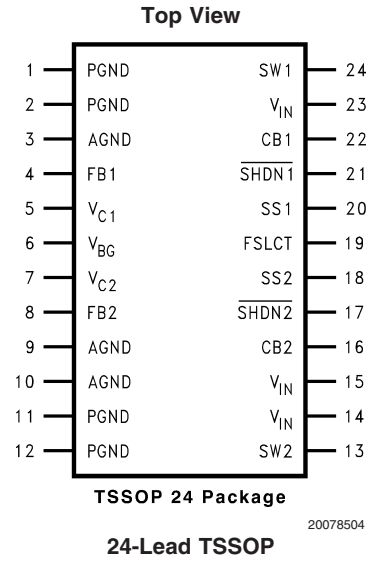 Top View
1 PGND SW1 24
2 PGND VIN 23
3 AGND CB1 22
4 FB1 SHDN1 21
5 VC1 SS1 20
6 VBG FSLCT 19
7 VC2 SS2 18
8 FB2 SHDN2 17
9 AGND CB2 16
10 AGND VIN 15
11 PGND VIN 14
12 PGND SW2 13
TSSOP 24 Package
20078504
24-Lead TSSOP